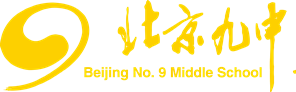 北京九中
Beijing No. 9 Middle School